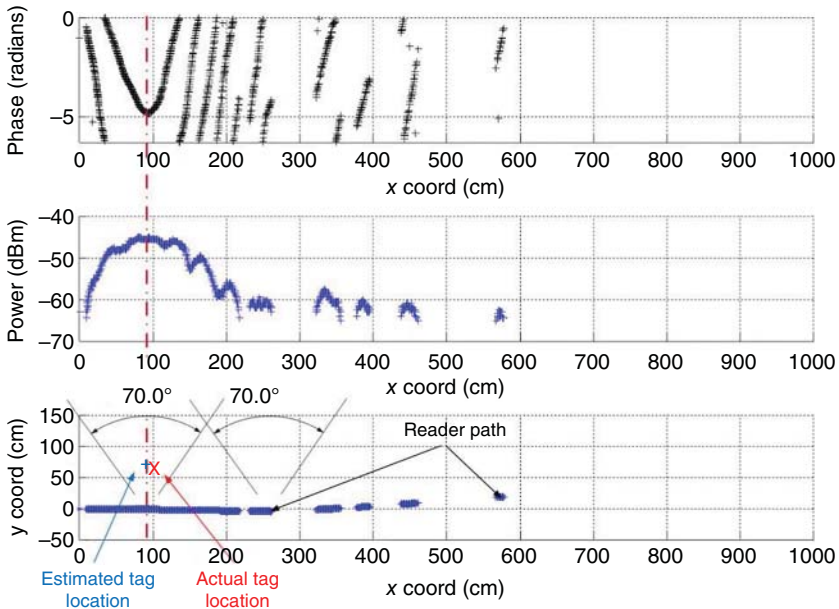 Phase (radians)
0
−5
0 100 200 300 400 500 600 700 800 900 1000
x coord (cm)
Power (dBm)
−40
−50
−60
−70
0 100 200 300 400 500 600 700 800 900 1000
x coord (cm)
y coord (cm)
150
100
50
0
−50
70.0° 70.0°
Reader path
X
0 100 200 300 400 500 600 700 800 900 1000
x coord (cm)
Estimated tag
location
Actual tag
location